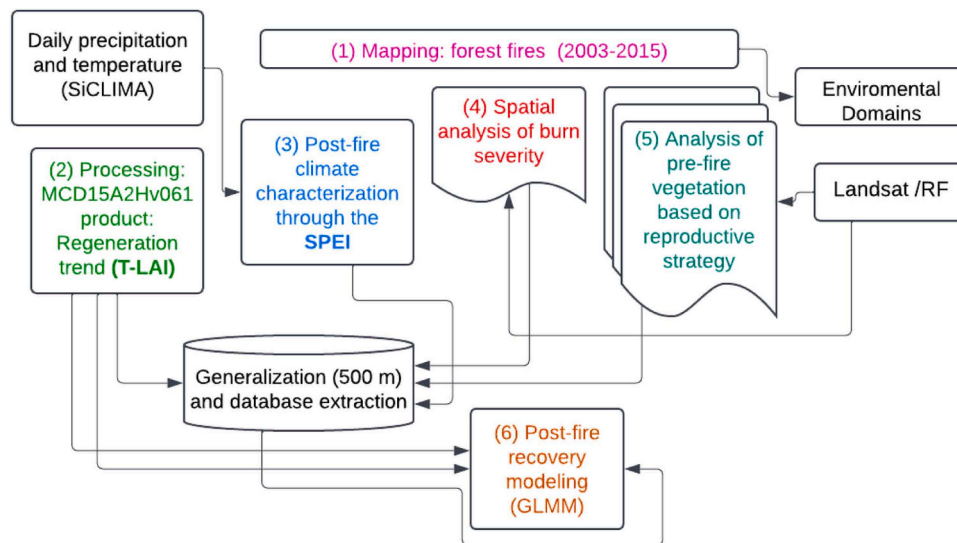 Daily precipitation
and temperature
(SiCLIMA)
(1) Mapping: forest fires (2003-2015)
Enviromental
Domains
(2) Processing:
MCD15A2Hv061
product:
Regeneration
trend (T-LAI)
(3) Post-fire
climate
characterization
through the
SPEI
(4) Spatial
analysis of burn
severity
(5) Analysis of
pre-fire
vegetation
based on
reproductive
strategy
Landsat /RF
Generalization (500 m)
and database extraction
(6) Post-fire
recovery
modeling
(GLMM)